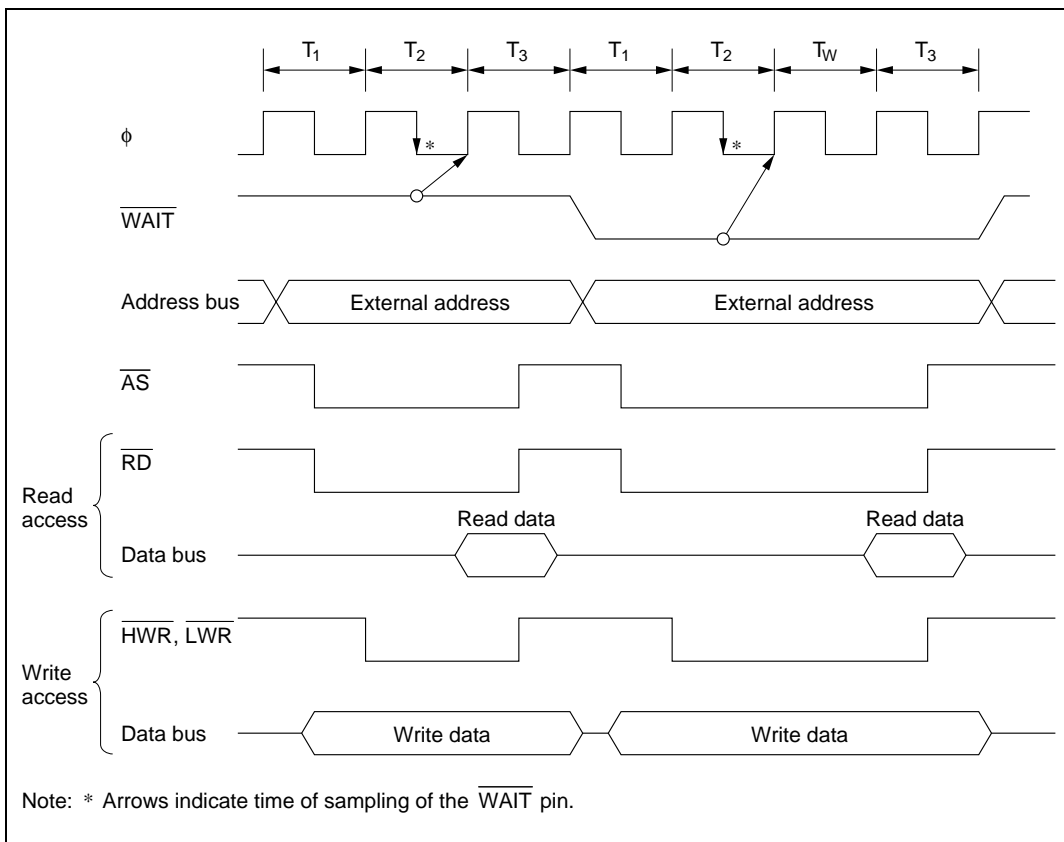 T1 T2 T3 T1 T2 TW T3
ϕ
* *
WAIT
Address bus External address External address
AS
RD
Read access
Read data Read data
Data bus
HWR, LWR
Write access
Data bus Write data Write data
Note: * Arrows indicate time of sampling of the WAIT pin.